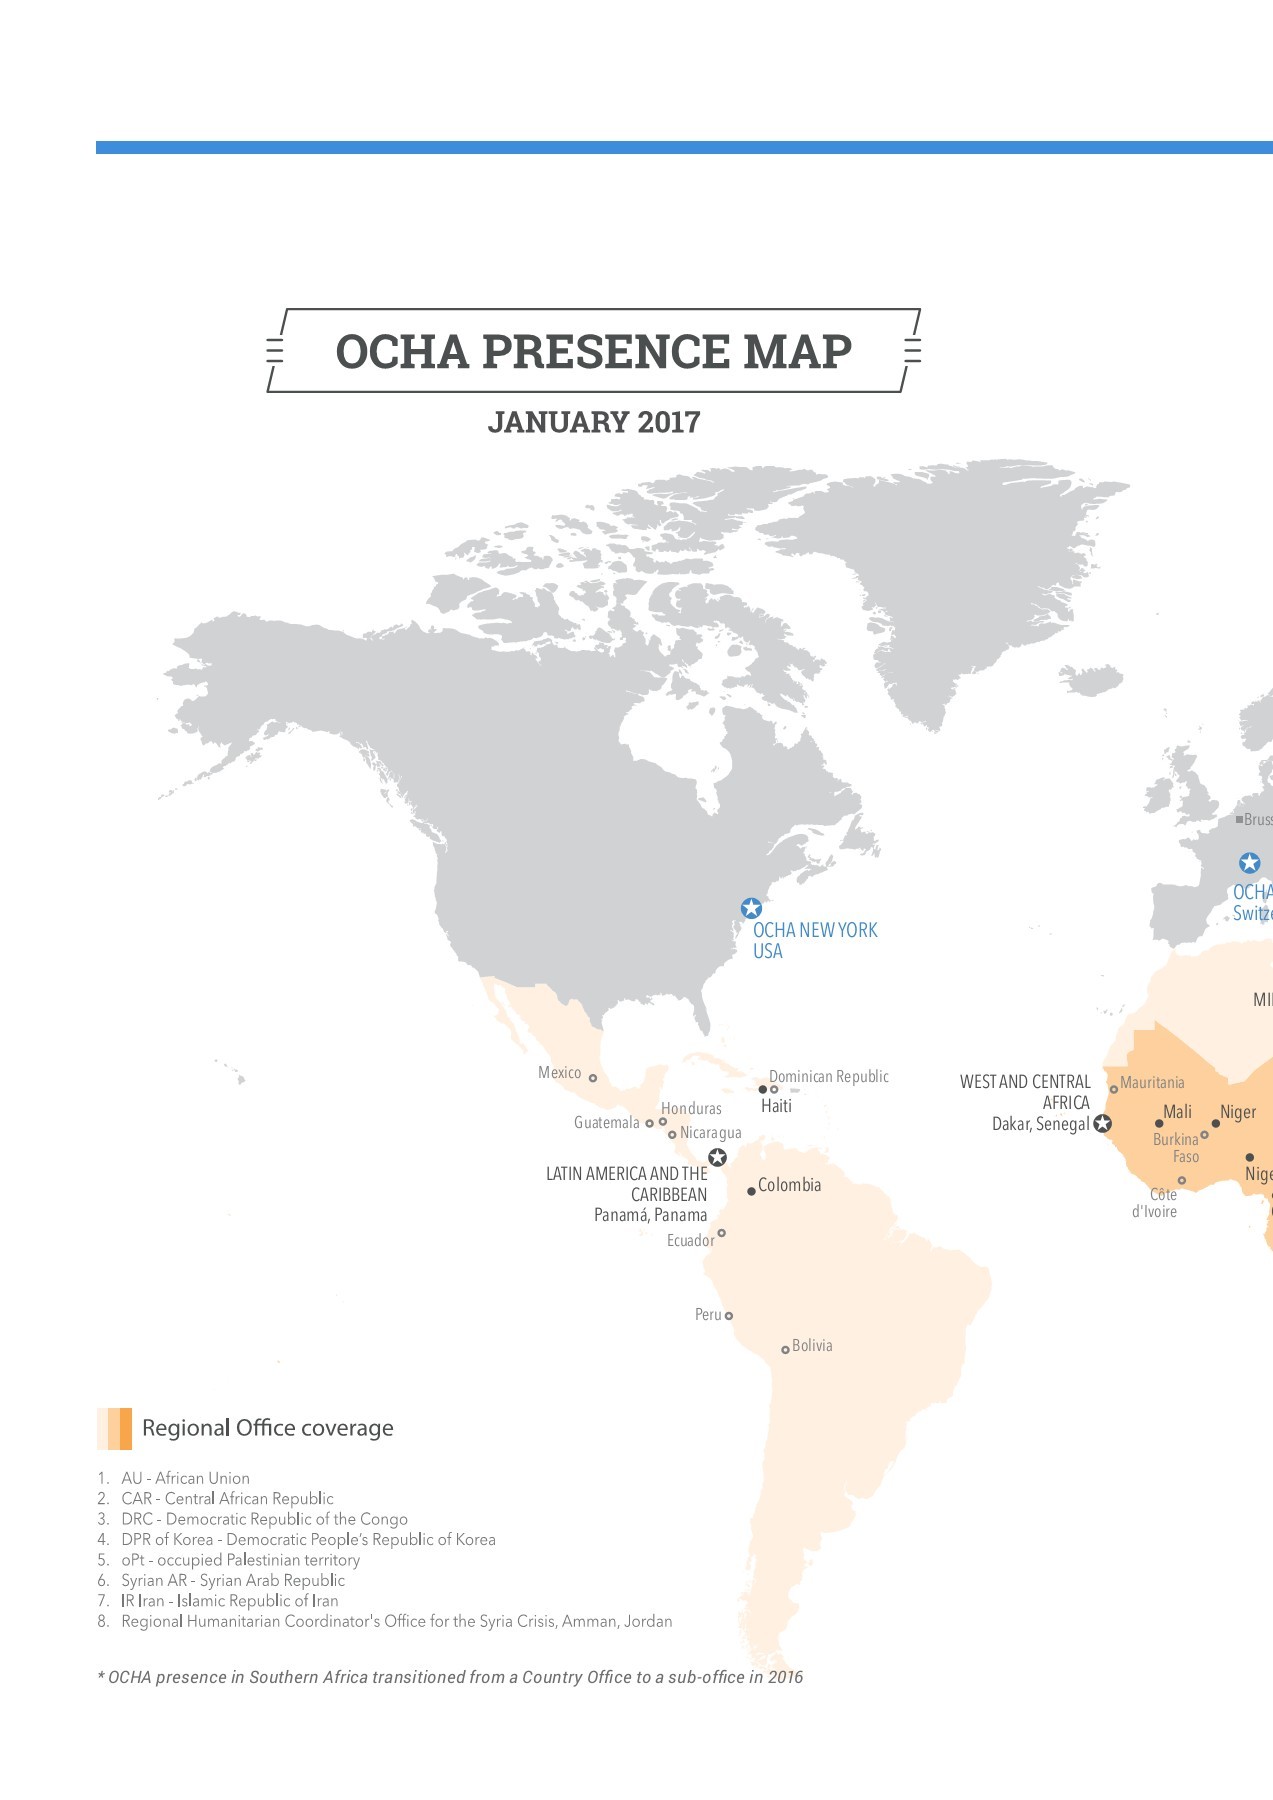 OCHA PRESENCE MAP
JANUARY 2017
OCHA NEW YORK
USA
OCHA
Mexico
Dominican Republic
Haiti
Honduras
Guatemala
Nicaragua
LATIN AMERICA AND THE
CARIBBEAN
Panamá, Panama
Colombia
Ecuador
Peru
Bolivia
WEST AND CENTRAL
AFRICA
Dakar, Senegal
Mauritania
Mali
Niger
Burkina
Faso
Côte
d'Ivoire
Regional Office coverage
1. AU - African Union
2. CAR - Central African Republic
3. DRC - Democratic Republic of the Congo
4. DPR of Korea - Democratic People’s Republic of Korea
5. oPt - occupied Palestinian territory
6. Syrian AR - Syrian Arab Republic
7. IR Iran - Islamic Republic of Iran
8. Regional Humanitarian Coordinator's Office for the Syria Crisis, Amman, Jordan
* OCHA presence in Southern Africa transitioned from a Country Office to a sub-office in 2016